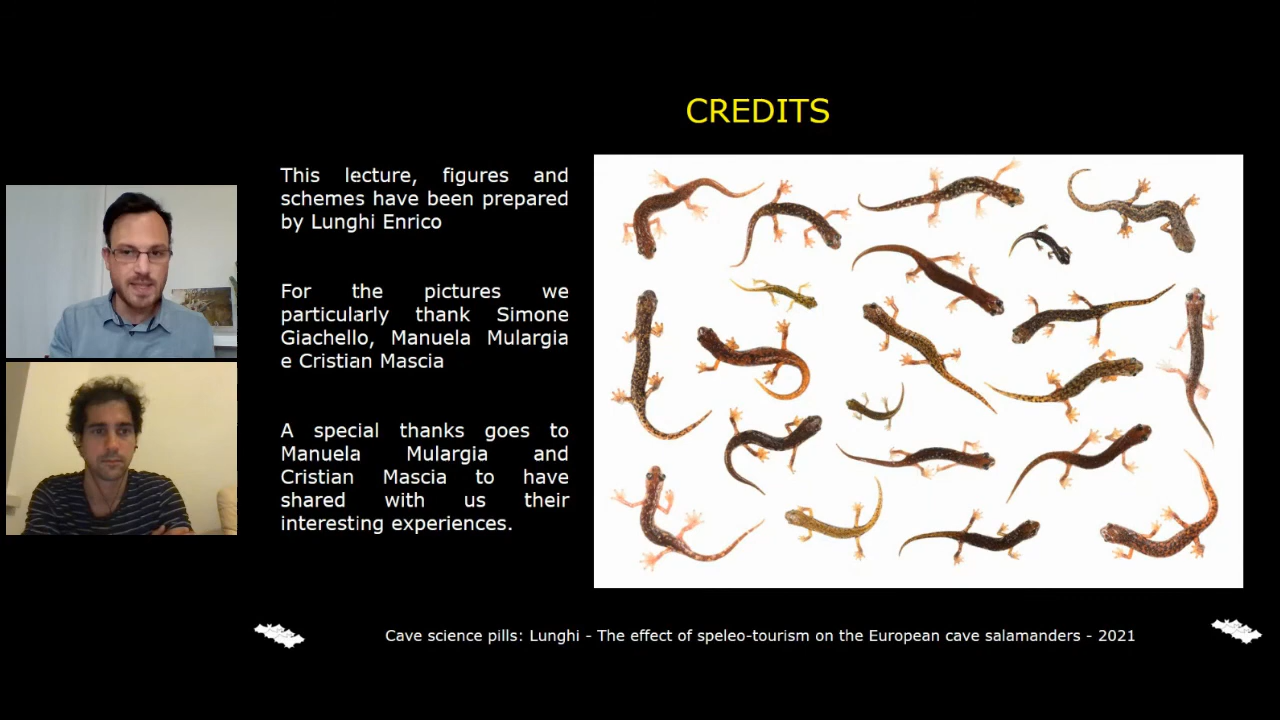 CREDITS
This lecture, figures and
schemes have been prepared
by Lunghi Enrico
For the pictures we
particularly thank Simone
Giachello, Manuela Mulargia
e Cristian Mascia
A special thanks goes to
Manuela Mulargia and
Cristian Mascia to have
shared with us their
interesting experiences.
Cave science pills: Lunghi - The effect of speleo-tourism on the European cave salamanders - 2021